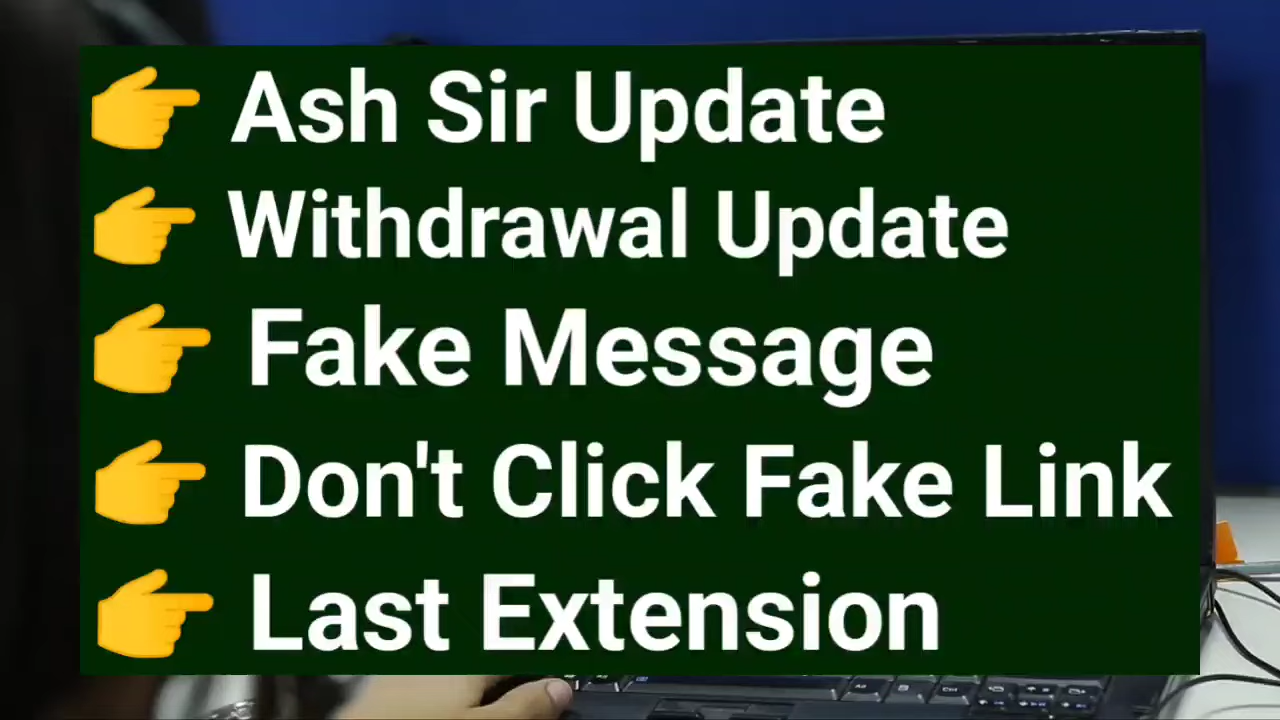 👉 Ash Sir Update
👉 Withdrawal Update
👉 Fake Message
👉 Don't Click Fake Link
👉 Last Extension